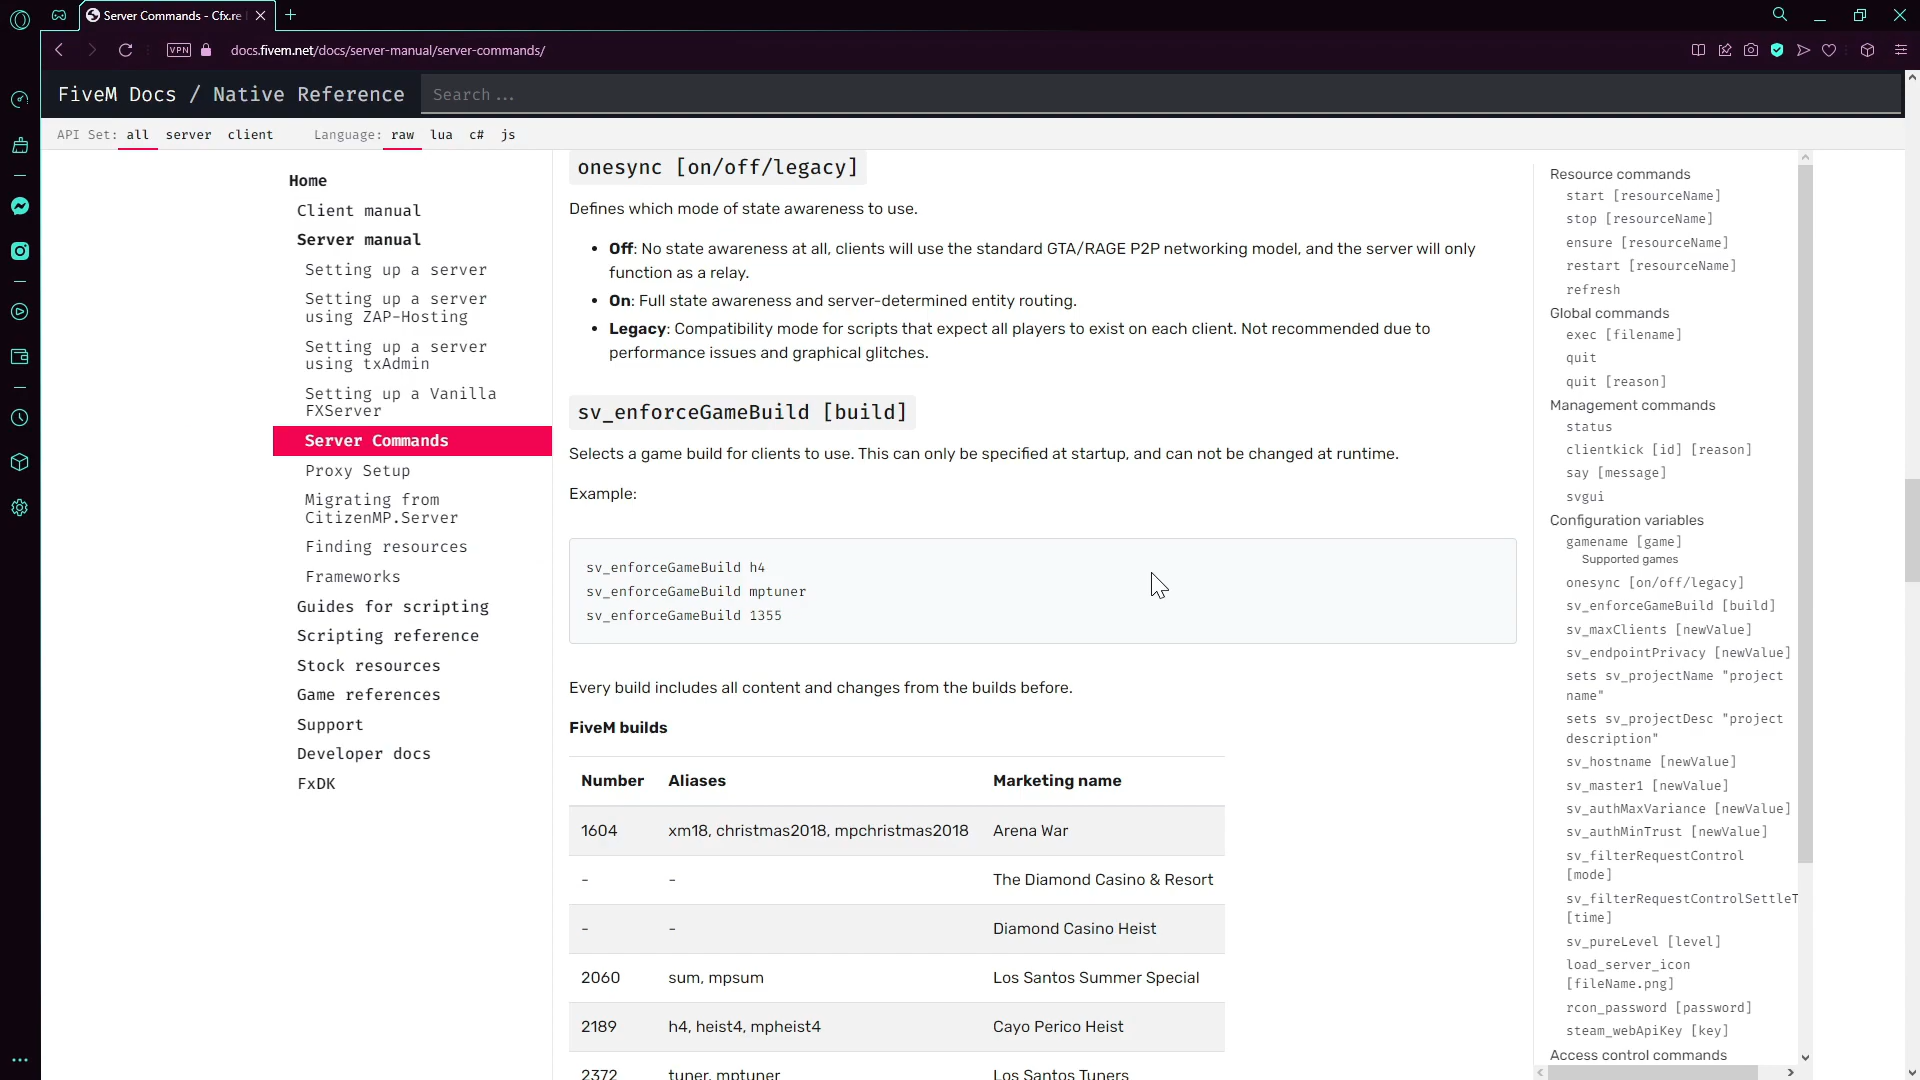 Server Commands - Cfx.re
VPN
docs.fivem.net/docs/server-manual/server-commands/
FiveM Docs / Native Reference
Search ...
API Set: all server client Language: raw lua c# js
Home
Client manual
Server manual
Setting up a server
Setting up a server
using ZAP-Hosting
Setting up a server
using txAdmin
Setting up a Vanilla
FXServer
Server Commands
Proxy Setup
Migrating from
CitizenMP.Server
Finding resources
Frameworks
Guides for scripting
Scripting reference
Stock resources
Game references
Support
Developer docs
FxDK
onesync [on/off/legacy]
Defines which mode of state awareness to use.
• Off: No state awareness at all, clients will use the standard GTA/RAGE P2P networking model, and the server will only
function as a relay.
• On: Full state awareness and server-determined entity routing.
• Legacy: Compatibility mode for scripts that expect all players to exist on each client. Not recommended due to
performance issues and graphical glitches.
sv_enforceGameBuild [build]
Selects a game build for clients to use. This can only be specified at startup, and can not be changed at runtime.
Example:
sv_enforceGameBuild h4
sv_enforceGameBuild mptuner
sv_enforceGameBuild 1355
Every build includes all content and changes from the builds before.
FiveM builds
Number Aliases Marketing name
1604 xm18, christmas2018, mpchristmas2018 Arena War
- - The Diamond Casino & Resort
- - Diamond Casino Heist
2060 sum, mpsum Los Santos Summer Special
2189 h4, heist4, mpheist4 Cayo Perico Heist
2372 tuner, mptuner Los Santos Tuners
Resource commands
start [resourceName]
stop [resourceName]
ensure [resourceName]
restart [resourceName]
refresh
Global commands
exec [filename]
quit
quit [reason]
Management commands
status
clientkick [id] [reason]
say [message]
svgui
Configuration variables
gamename [game]
Supported games
onesync [on/off/legacy]
sv_enforceGameBuild [build]
sv_maxClients [newValue]
sv_endpointPrivacy [newValue]
sets sv_projectName "project
name"
sets sv_projectDesc "project
description"
sv_hostname [newValue]
sv_master1 [newValue]
sv_authMaxVariance [newValue]
sv_authMinTrust [newValue]
sv_filterRequestControl
[mode]
sv_filterRequestControlSettleT
[time]
sv_pureLevel [level]
load_server_icon
[fileName.png]
rcon_password [password]
steam_webApiKey [key]
Access control commands